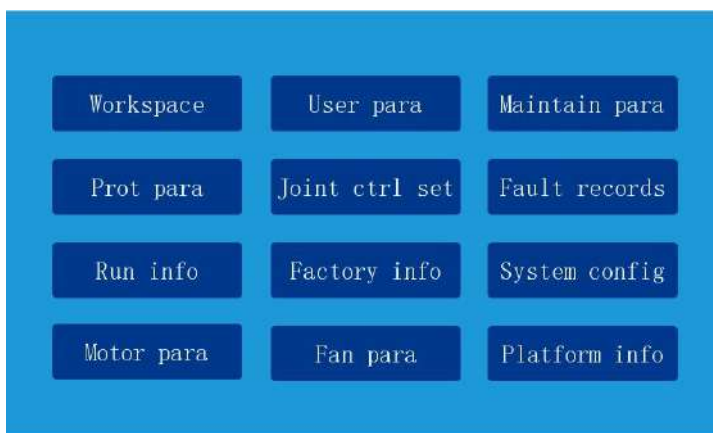 Workspace
User para
Maintain para
Prot para
Joint ctrl set
Fault records
Run info
Factory info
System config
Motor para
Fan para
Platform info